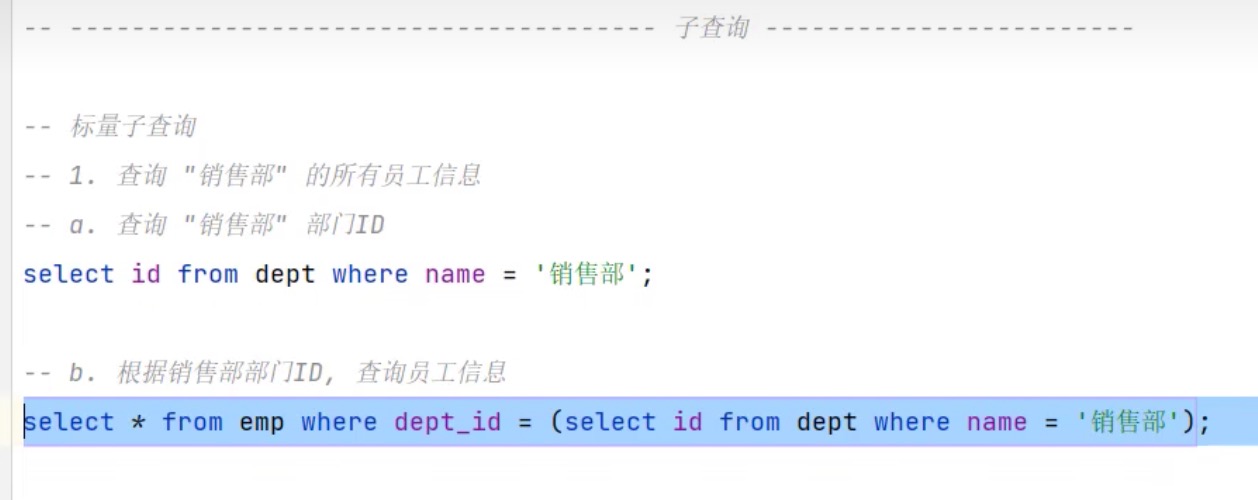 -- -------------------------------------- 子查询 ------------------------
-- 标量子查询
-- 1. 查询 "销售部" 的所有员工信息
-- a. 查询 "销售部" 部门ID
select id from dept where name = '销售部';
-- b. 根据销售部部门ID, 查询员工信息
select * from emp where dept_id = (select id from dept where name = '销售部');